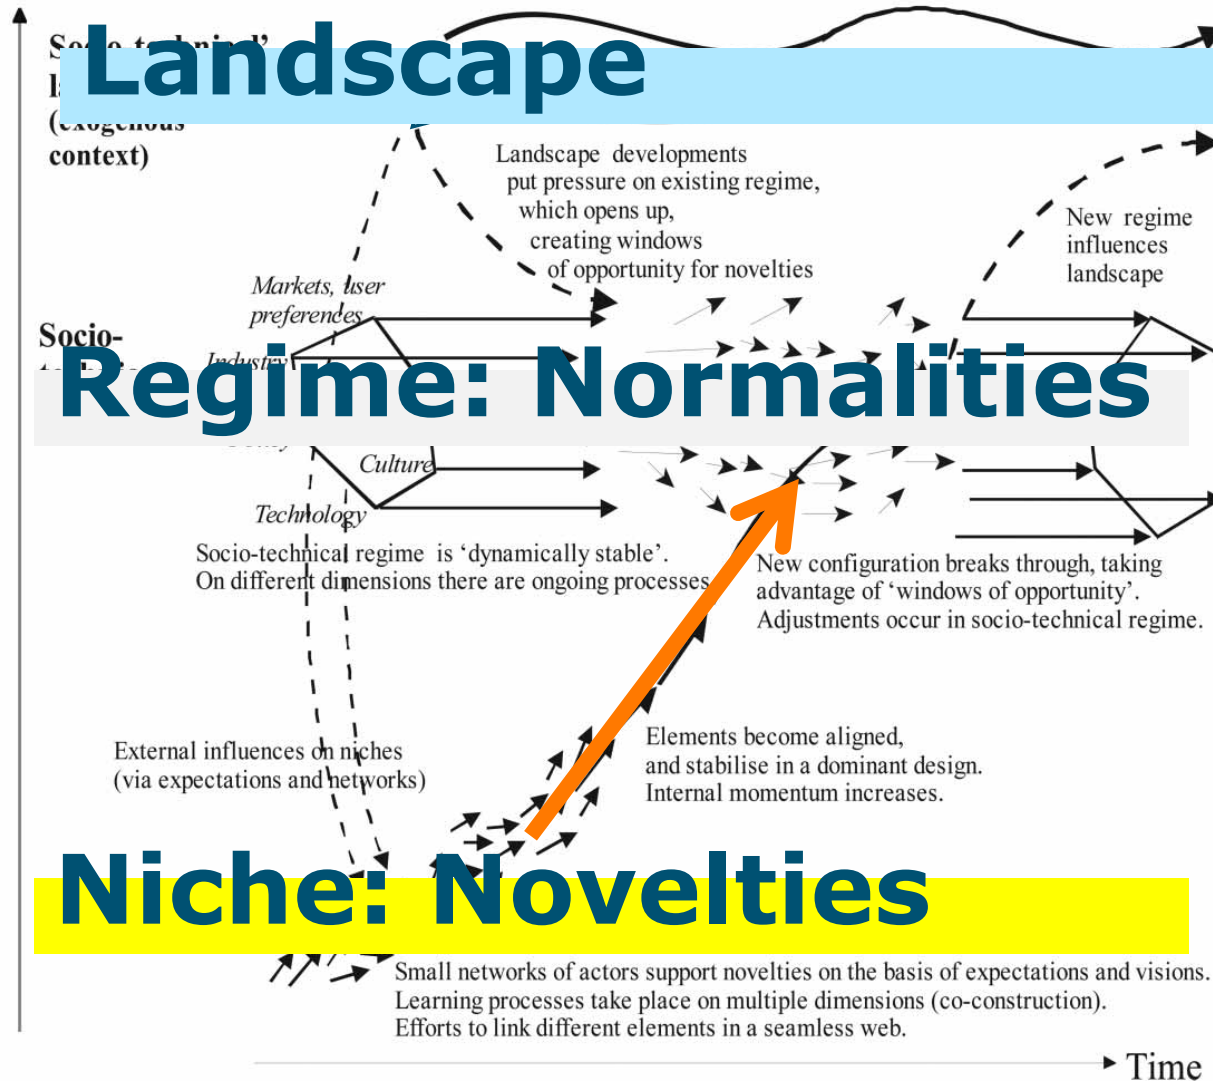 Landscape
context)
Landscape developments
put pressure on existing regime,
which opens up,
creating windows
of opportunity for novelties
New regime
influences
landscape
Markets, user
preferences
Socio-
Industry
Regime: Normalities
Culture
Technology
Socio-technical regime is ‘dynamically stable’.
On different dimensions there are ongoing processes
New configuration breaks through, taking
advantage of ‘windows of opportunity’.
Adjustments occur in socio-technical regime.
External influences on niches
(via expectations and networks)
Elements become aligned,
and stabilise in a dominant design.
Internal momentum increases.
Niche: Novelties
Small networks of actors support novelties on the basis of expectations and visions.
Learning processes take place on multiple dimensions (co-construction).
Efforts to link different elements in a seamless web.
Time